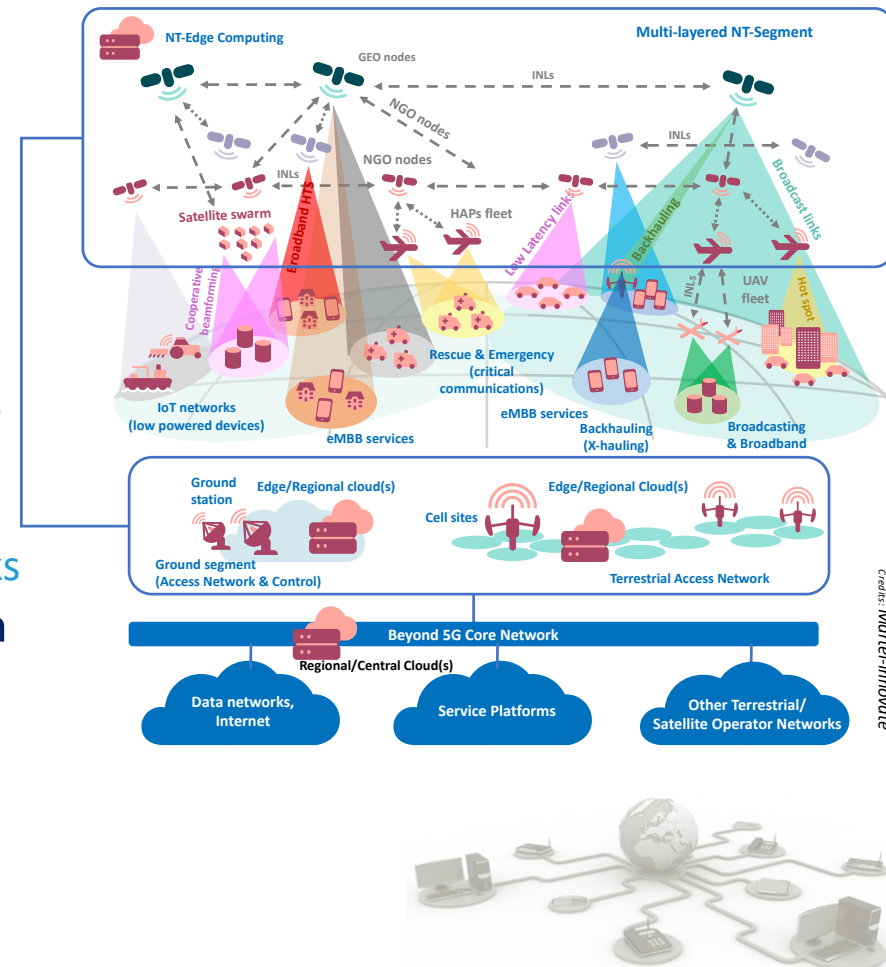 NT-Edge Computing
Multi-layered NT-Segment
GEO nodes
INLs
NGO nodes
INLs
NGO nodes
INLs
Satellite swarm
Broadband HTS
HAPs fleet
Low Latency links
Backhauling
Broadcast links
Cooperative
beamforming
INLs
UAV
fleet
Hot spot
Rescue & Emergency
(critical
communications)
IoT networks
(low powered devices)
eMBB services
eMBB services
Backhauling
(X-hauling)
Broadcasting
& Broadband
Ground
station
Edge/Regional cloud(s)
Edge/Regional Cloud(s)
Cell sites
Ground segment
(Access Network & Control)
Terrestrial Access Network
Credits: Martel-Innovate
Beyond 5G Core Network
Regional/Central Cloud(s)
Data networks,
Internet
Service Platforms
Other Terrestrial/
Satellite Operator Networks